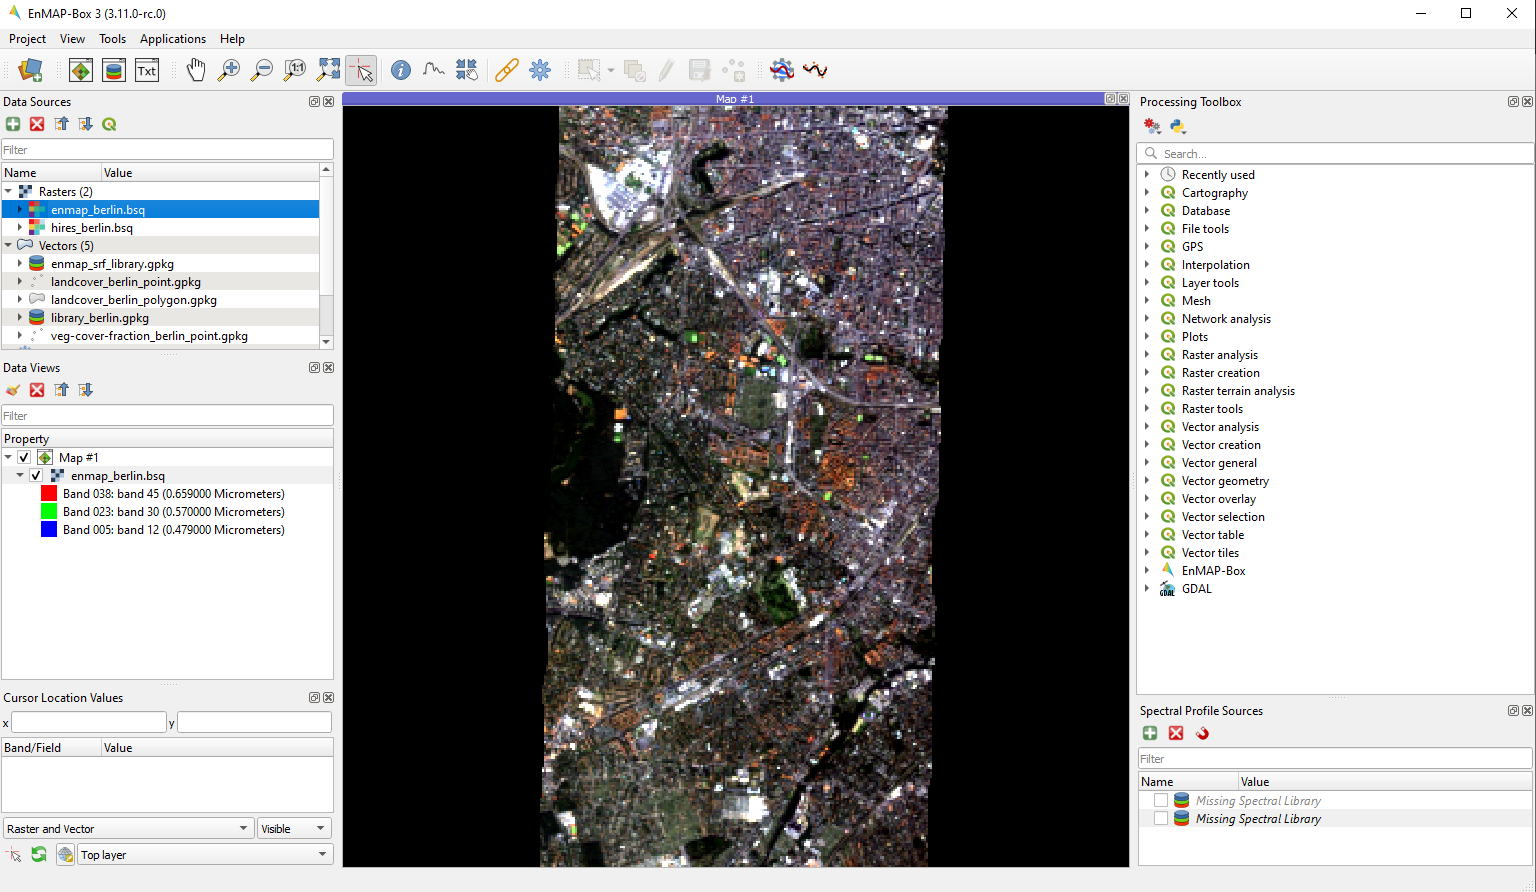 EnMAP-Box 3 (3.11.0-rc.0)
Project View Tools Applications Help
1:1
Txt
Data Sources
Filter
Name Value
Rasters (2)
enmap_berlin.bsq
hires_berlin.bsq
Vectors (5)
enmap_srf_library.gpkg
landcover_berlin_point.gpkg
landcover_berlin_polygon.gpkg
library_berlin.gpkg
veg-cover-fraction_berlin_point.gpkg
Data Views
Filter
Property
Map #1
enmap_berlin.bsq
Band 038: band 45 (0.659000 Micrometers)
Band 023: band 30 (0.570000 Micrometers)
Band 005: band 12 (0.479000 Micrometers)
Cursor Location Values
x y
Band/Field Value
Raster and Vector Visible
Top layer
Map #1
Processing Toolbox
Search...
Recently used
Cartography
Database
File tools
GPS
Interpolation
Layer tools
Mesh
Network analysis
Plots
Raster analysis
Raster creation
Raster terrain analysis
Raster tools
Vector analysis
Vector creation
Vector general
Vector geometry
Vector overlay
Vector selection
Vector table
Vector tiles
EnMAP-Box
GDAL
Spectral Profile Sources
Filter
Name Value
Missing Spectral Library
Missing Spectral Library